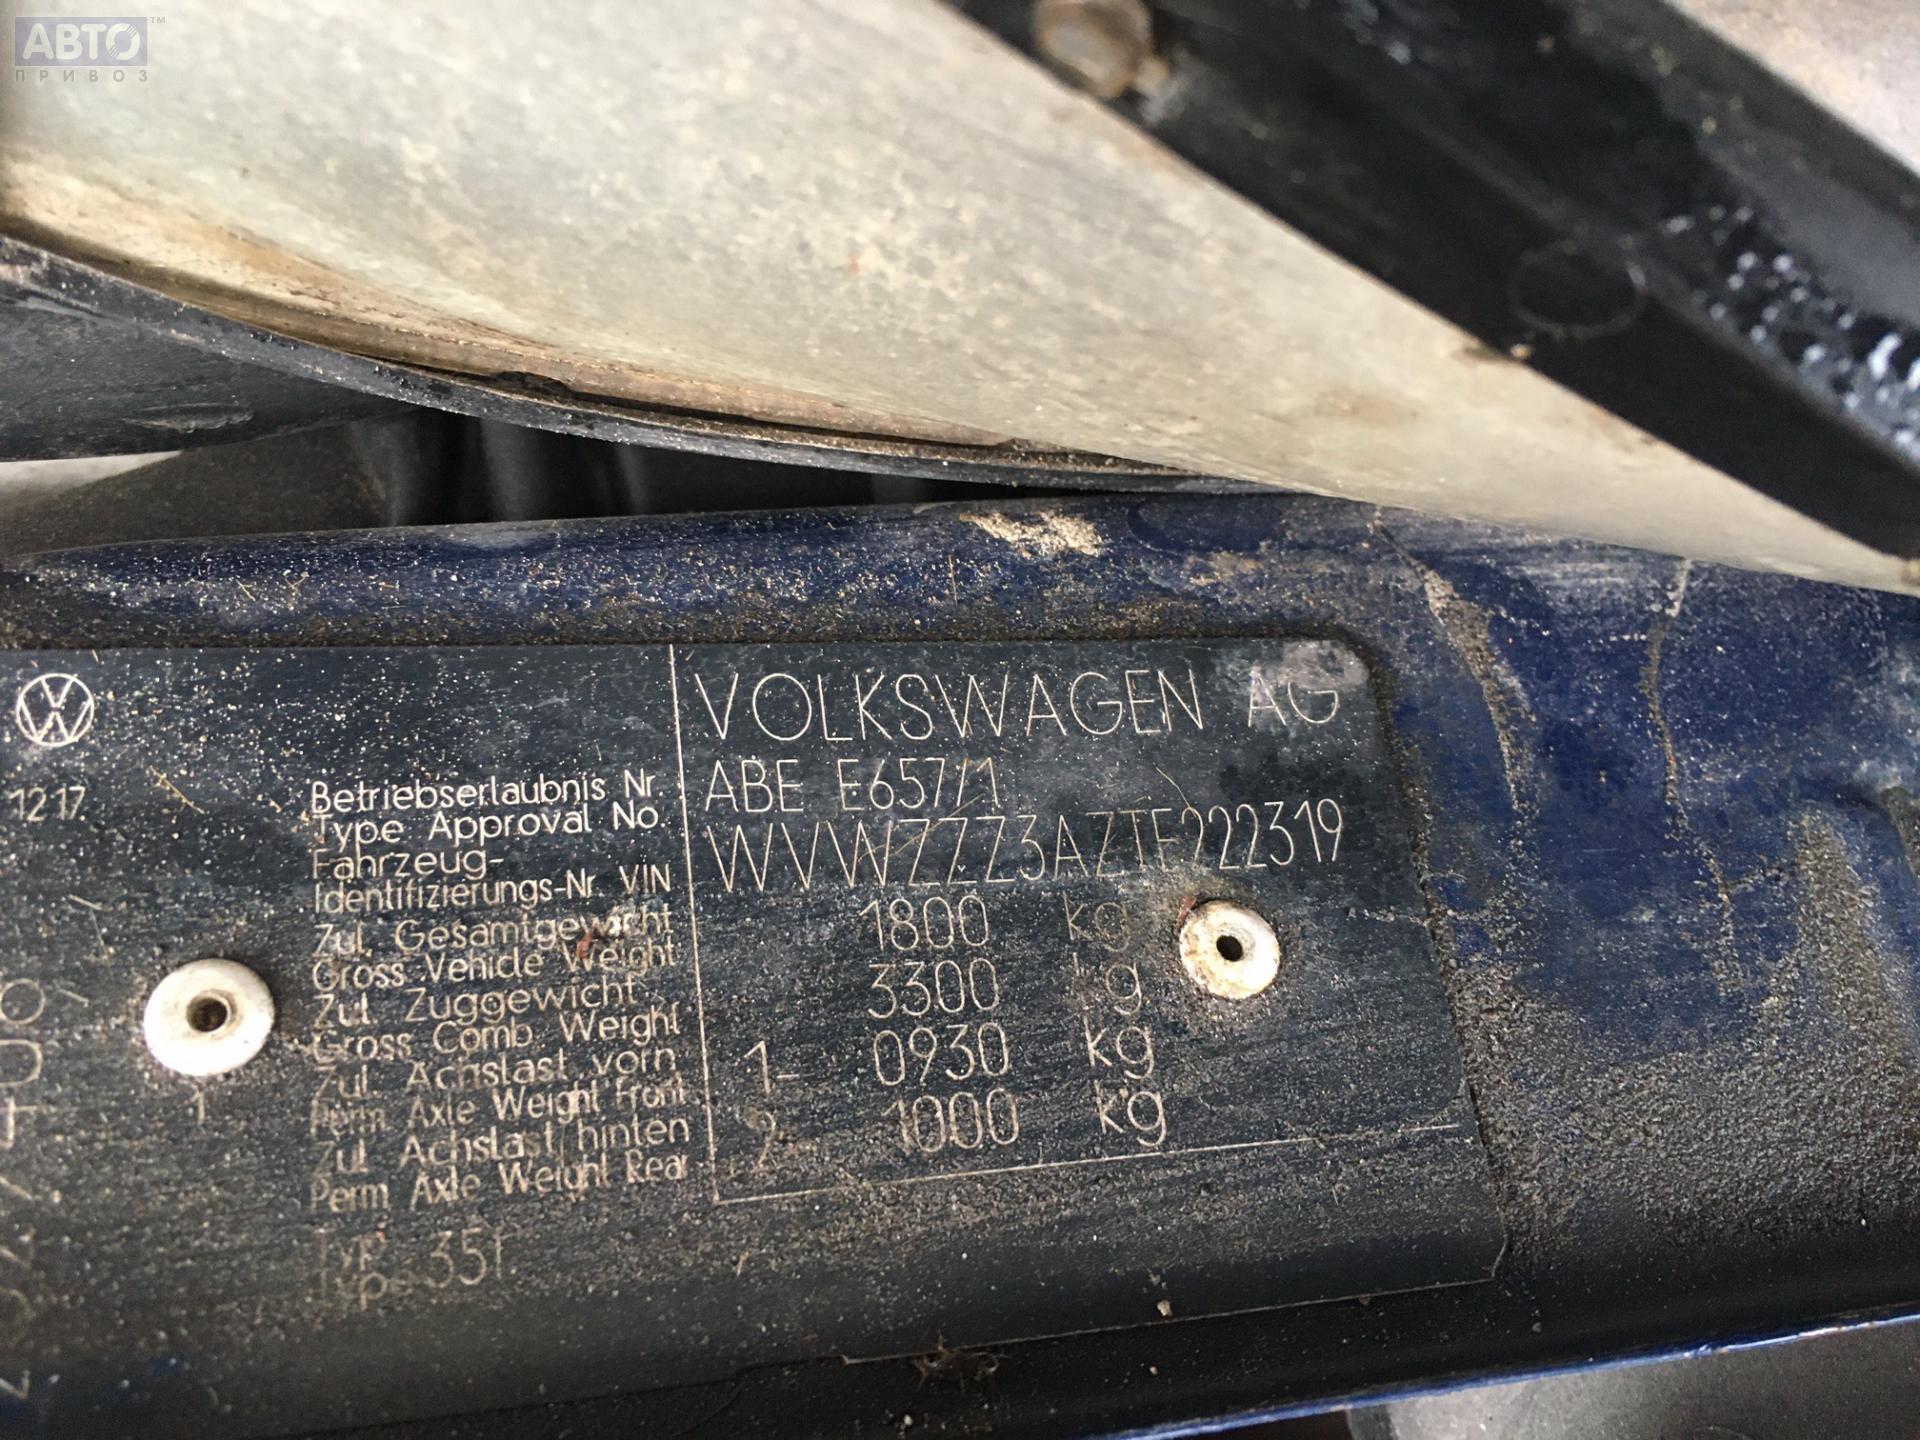 АВТО™
ПРИВОЗ
VOLKSWAGEN AG
1217
Betriebserlaubnis Nr.
Type Approval No.
ABE E657/1
Fahrzeug-
Identifizierungs-Nr. VIN
WVWZZZ3AZTE222319
Zul. Gesamtgewicht
Gross Vehicle Weight
1800 kg
Zul. Zuggewicht
Gross Comb. Weight
3300 kg
Zul. Achslast vorn
Perm Axle Weight Front
1- 0930 kg
Zul Achslast hinten
Perm Axle Weight Rear
2- 1000 kg
Typ
Type 351